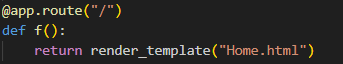 @app.route("/")
def f():
    return render_template("Home.html")